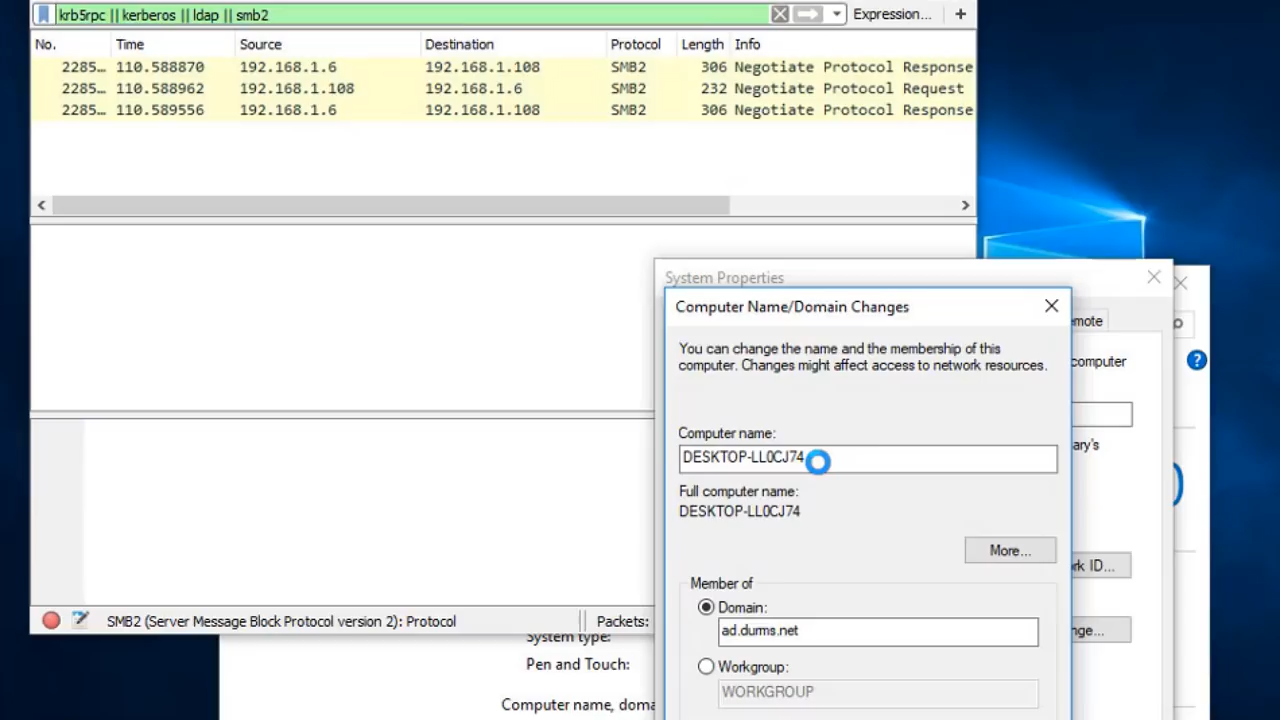 krb5rpc || kerberos || ldap || smb2
Expression...
+
No. Time Source Destination Protocol Length Info
2285... 110.588870 192.168.1.6 192.168.1.108 SMB2 306 Negotiate Protocol Response
2285... 110.588962 192.168.1.108 192.168.1.6 SMB2 232 Negotiate Protocol Request
2285... 110.589556 192.168.1.6 192.168.1.108 SMB2 306 Negotiate Protocol Response
System Properties
Computer Name/Domain Changes
emote
You can change the name and the membership of this
computer. Changes might affect access to network resources.
computer
Computer name:
ary's
DESKTOP-LL0CJ74
Full computer name:
DESKTOP-LL0CJ74
More...
rk ID...
Member of
Domain:
ad.durms.net
nge...
Workgroup:
WORKGROUP
SMB2 (Server Message Block Protocol version 2): Protocol
Packets:
System type:
Pen and Touch:
Computer name, doma